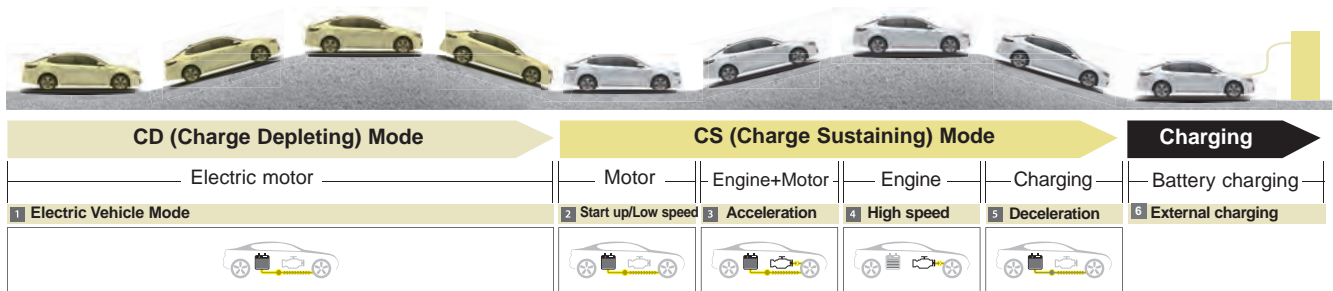 CD (Charge Depleting) Mode
CS (Charge Sustaining) Mode
Charging
Electric motor
Motor
Engine+Motor
Engine
Charging
Battery charging
1 Electric Vehicle Mode
2 Start up/Low speed
3 Acceleration
4 High speed
5 Deceleration
6 External charging